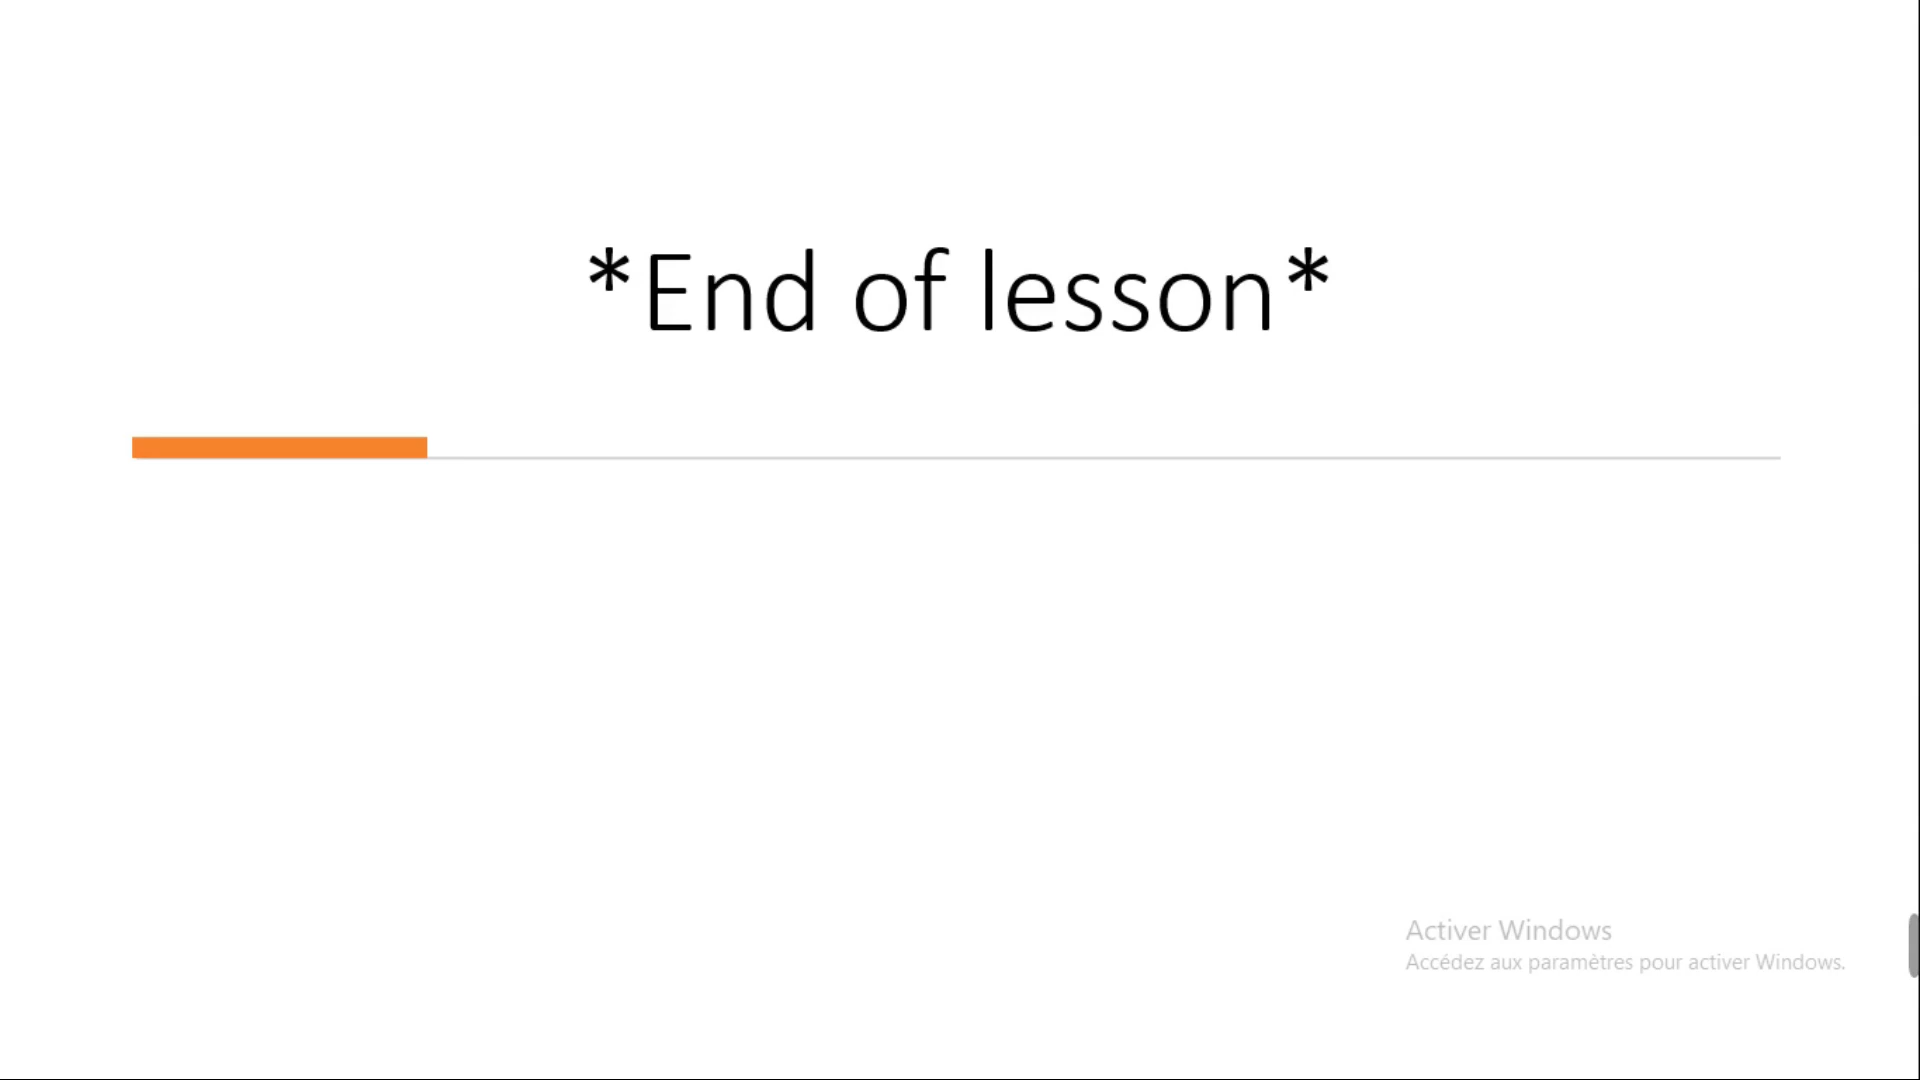 *End of lesson*
Activer Windows
Accédez aux paramètres pour activer Windows.